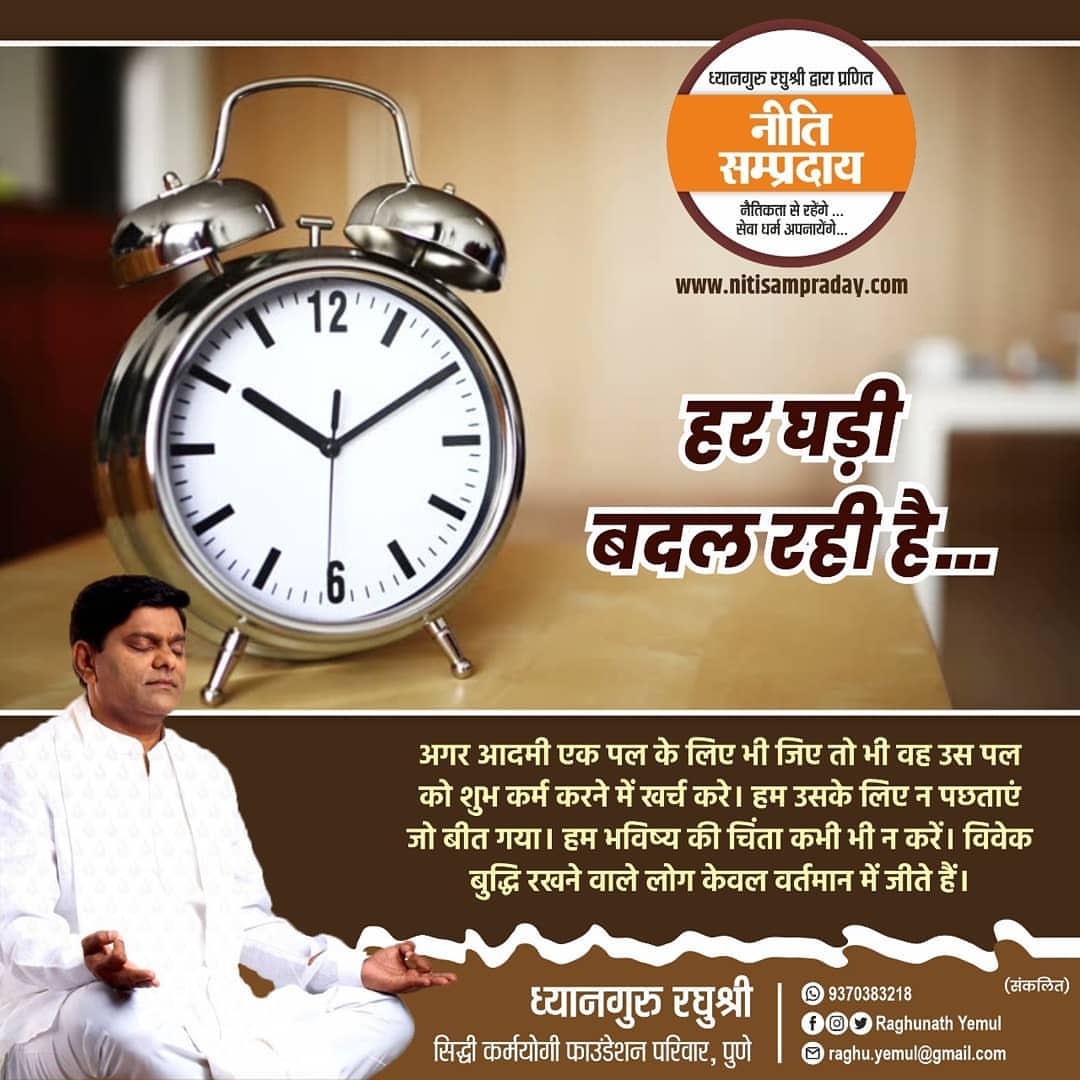 ध्यानगुरु रघुश्री द्वारा प्रणित
नीति
सम्प्रदाय
नैतिकता से रहेंगे ...
सेवा धर्म अपनायेंगे...
www.nitisampraday.com
12
6
हर घड़ी
बदल रही है...
अगर आदमी एक पल के लिए भी जिए तो भी वह उस पल
को शुभ कर्म करने में खर्च करे। हम उसके लिए न पछताएं
जो बीत गया। हम भविष्य की चिंता कभी भी न करें। विवेक
बुद्धि रखने वाले लोग केवल वर्तमान में जीते हैं।
(संकलित)
ध्यानगुरु रघुश्री
सिद्धी कर्मयोगी फाउंडेशन परिवार, पुणे
9370383218
Raghunath Yemul
raghu.yemul@gmail.com